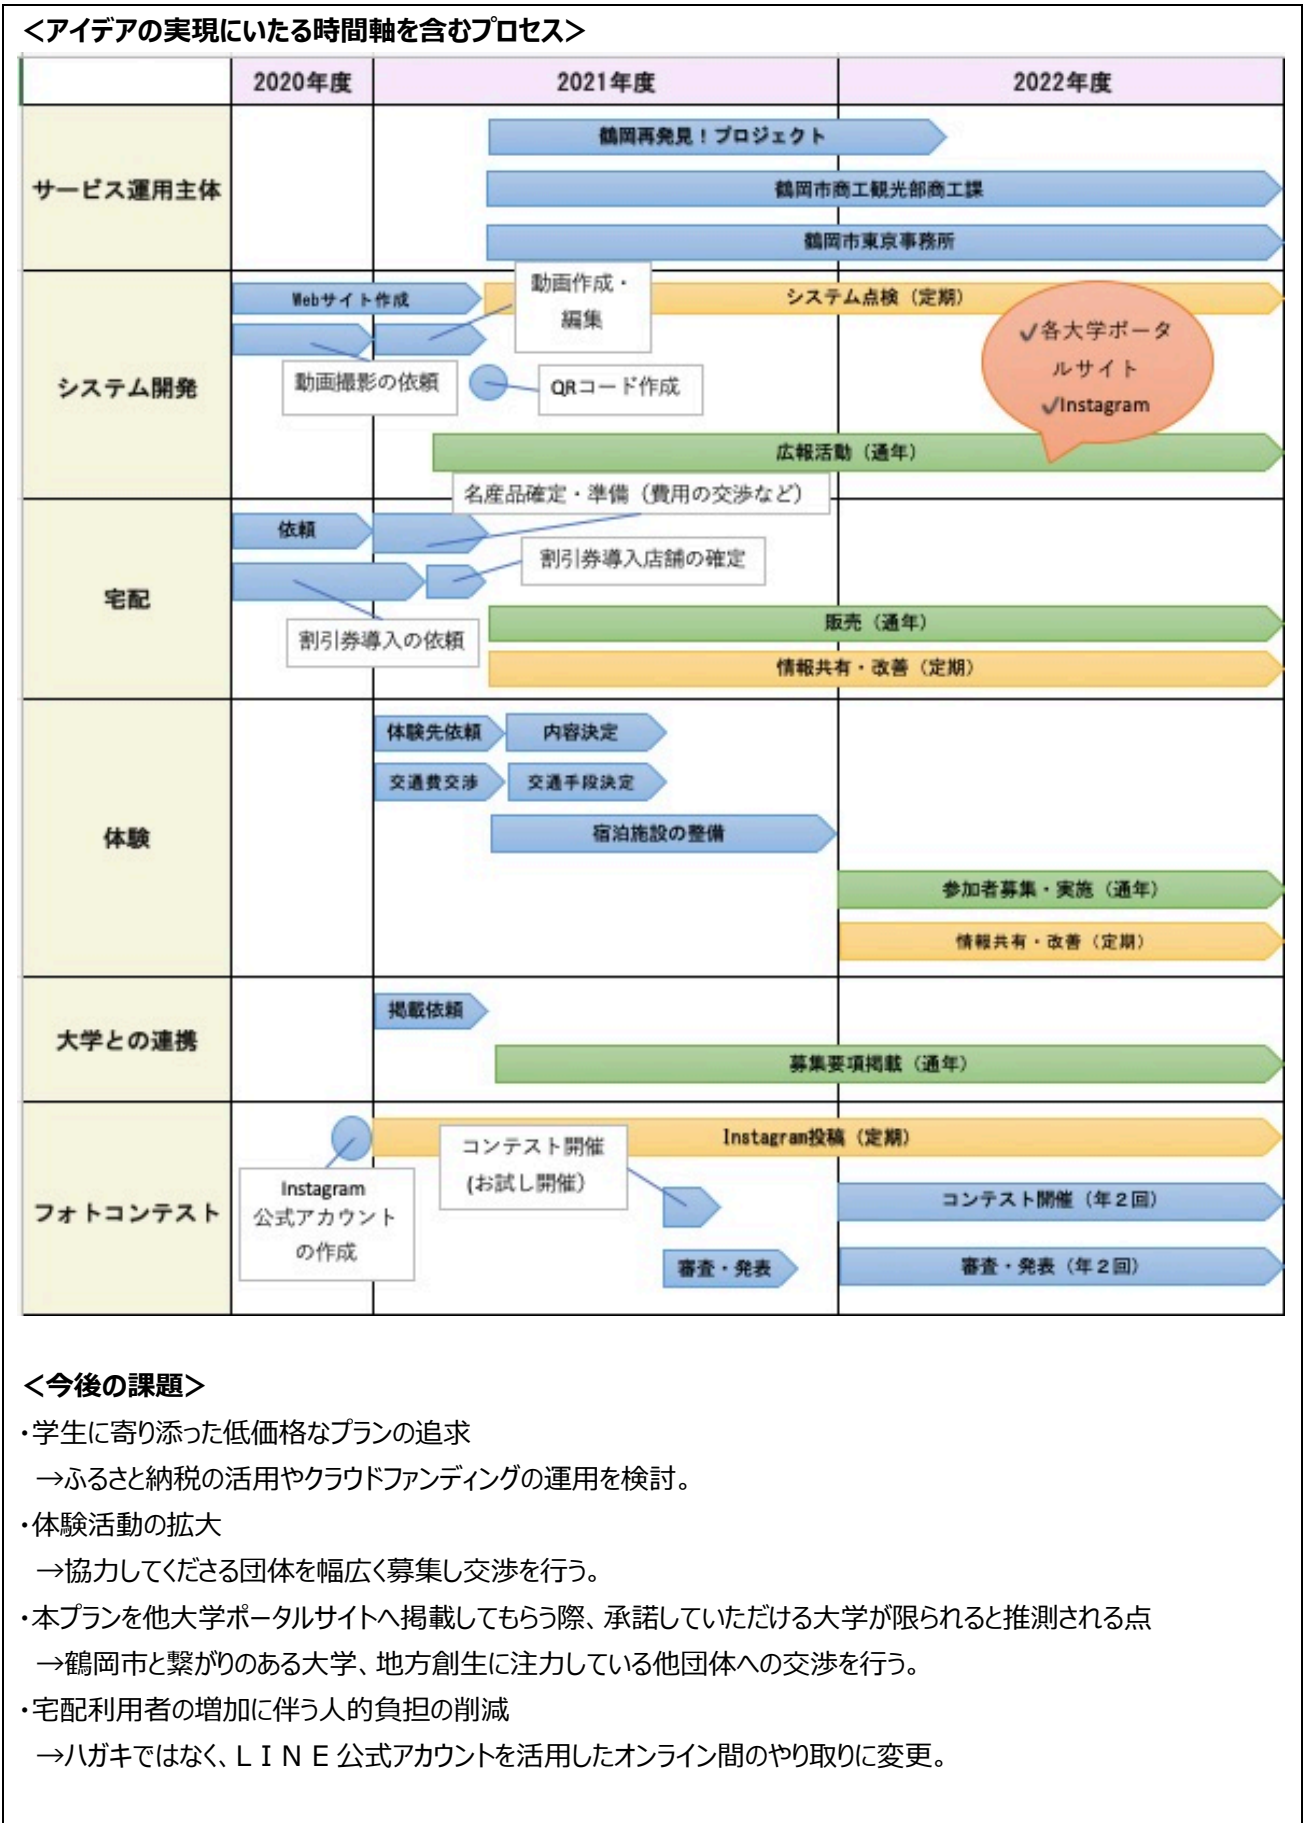 <アイデアの実現にいたる時間軸を含むプロセス>
2020年度 2021年度 2022年度
サービス運用主体
鶴岡再発見！プロジェクト
鶴岡市商工観光部商工課
鶴岡市東京事務所
システム開発
Webサイト作成
動画作成・
編集
システム点検（定期）
動画撮影の依頼
QRコード作成
✓各大学ポータ
ルサイト
✓Instagram
広報活動（通年）
宅配
名産品確定・準備（費用の交渉など）
依頼
割引券導入店舗の確定
割引券導入の依頼
販売（通年）
情報共有・改善（定期）
体験
体験先依頼 内容決定
交通費交渉 交通手段決定
宿泊施設の整備
参加者募集・実施（通年）
情報共有・改善（定期）
大学との連携
掲載依頼
募集要項掲載（通年）
フォトコンテスト
Instagram投稿（定期）
コンテスト開催
(お試し開催）
Instagram
公式アカウント
の作成
コンテスト開催（年２回）
審査・発表
審査・発表（年２回）
<今後の課題>
・学生に寄り添った低価格なプランの追求
→ふるさと納税の活用やクラウドファンディングの運用を検討。
・体験活動の拡大
→協力してくださる団体を幅広く募集し交渉を行う。
・本プランを他大学ポータルサイトへ掲載してもらう際、承諾していただける大学が限られると推測される点
→鶴岡市と繋がりのある大学、地方創生に注力している他団体への交渉を行う。
・宅配利用者の増加に伴う人的負担の削減
→ハガキではなく、ＬＩＮＥ公式アカウントを活用したオンライン間のやり取りに変更。